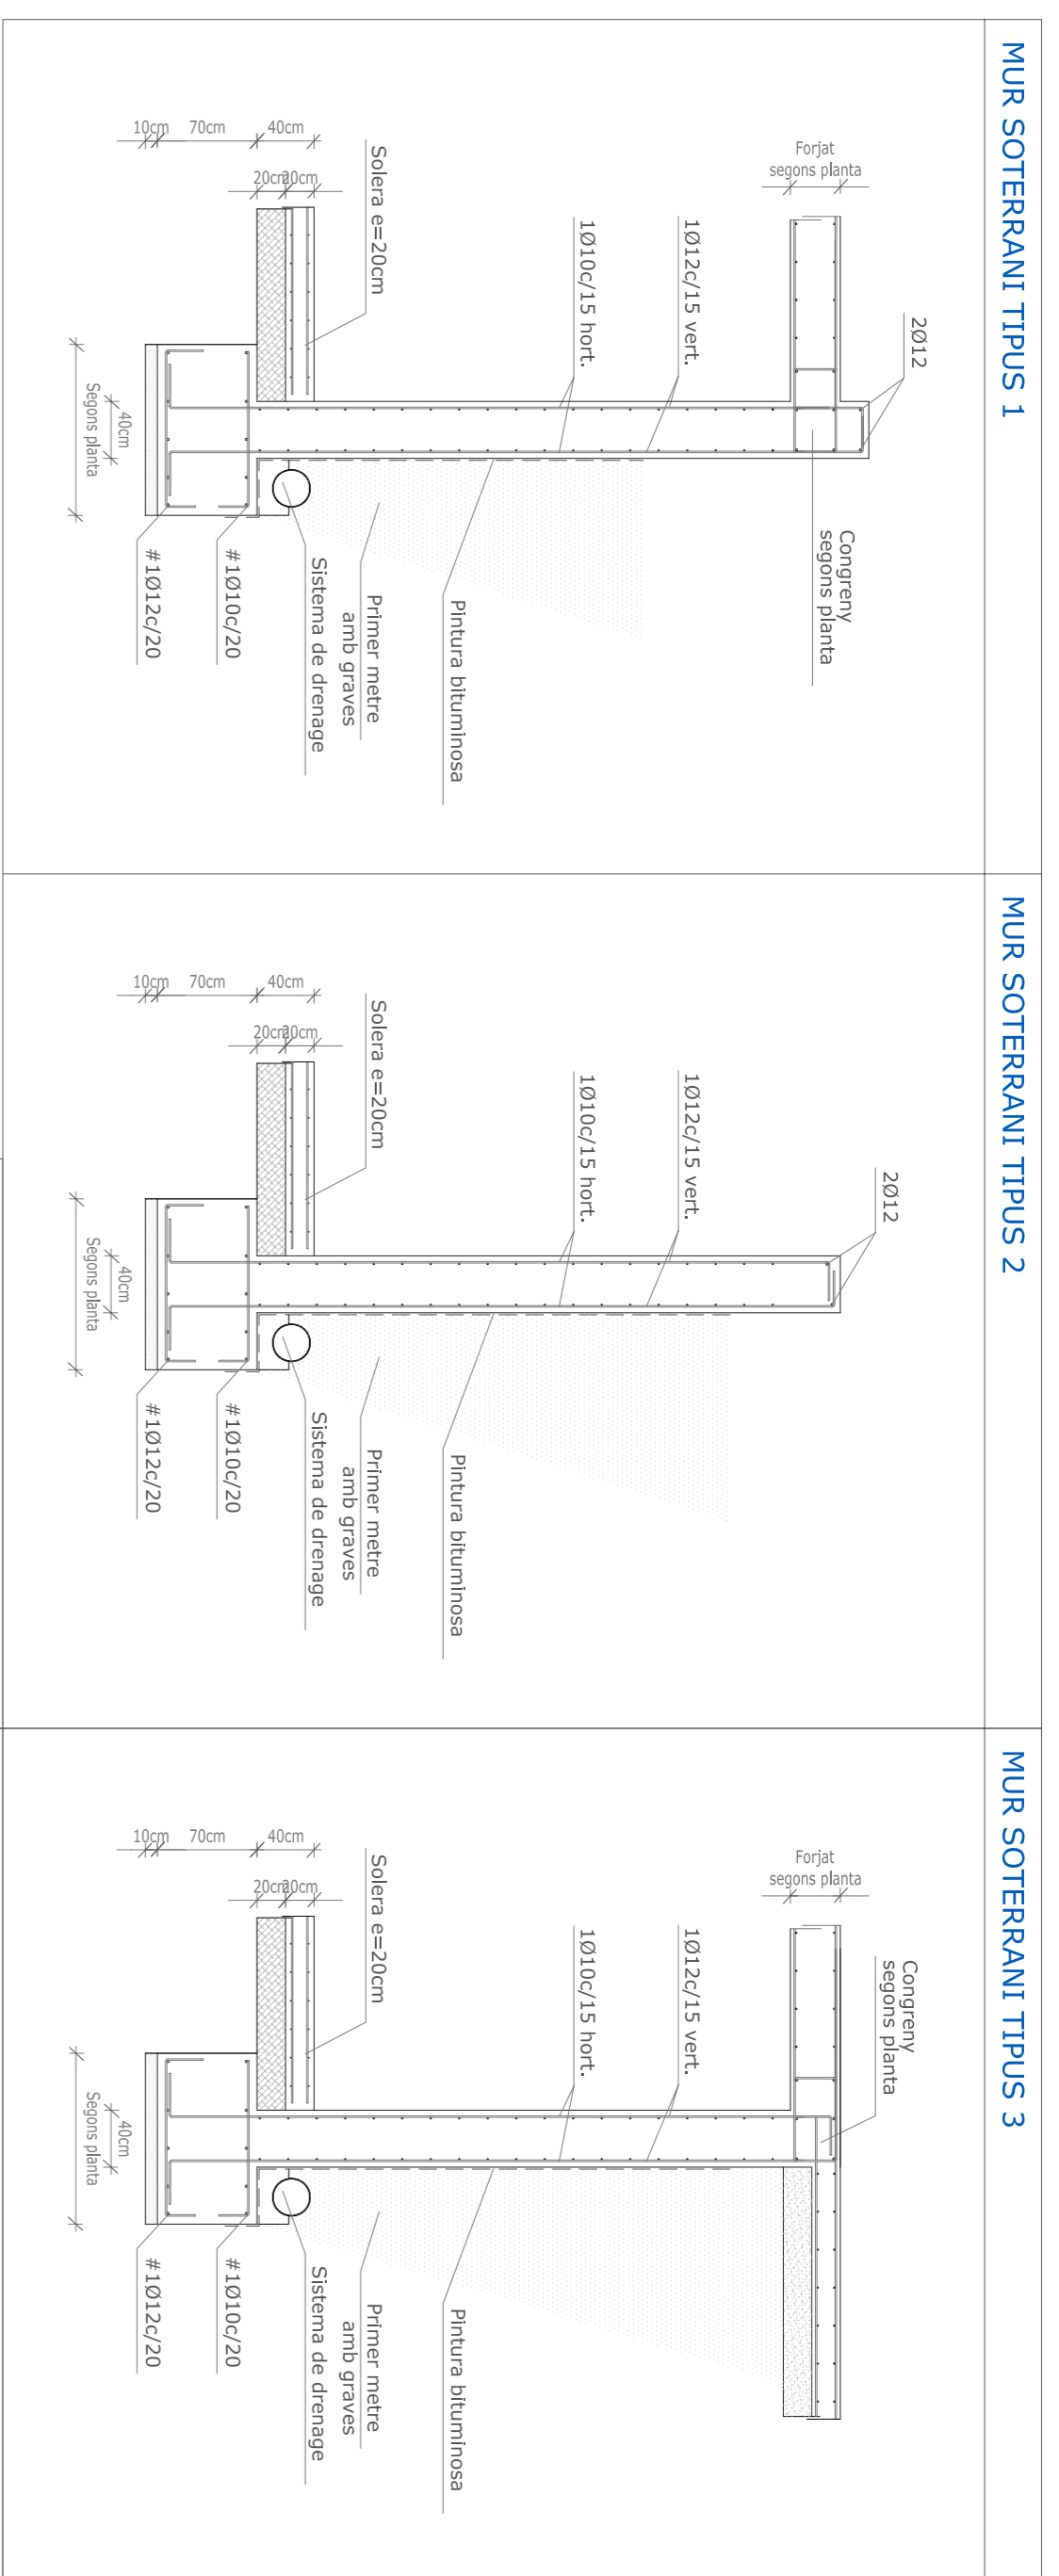 MUR SOTERRANI TIPUS 1
2Ø12
Forjat
segons planta
Congreny
segons planta
1Ø12c/15 vert.
1Ø10c/15 hort.
Pintura bituminosa
Primer metre
amb graves
Solera e=20cm
Sistema de drenage
40cm
20cm
20cm
70cm
10cm
#1Ø10c/20
#1Ø12c/20
40cm
Segons planta
MUR SOTERRANI TIPUS 2
2Ø12
1Ø12c/15 vert.
1Ø10c/15 hort.
Pintura bituminosa
Primer metre
amb graves
Solera e=20cm
Sistema de drenage
40cm
20cm
20cm
70cm
10cm
#1Ø10c/20
#1Ø12c/20
40cm
Segons planta
MUR SOTERRANI TIPUS 3
Congreny
segons planta
Forjat
segons planta
1Ø12c/15 vert.
1Ø10c/15 hort.
Pintura bituminosa
Primer metre
amb graves
Solera e=20cm
Sistema de drenage
40cm
20cm
20cm
70cm
10cm
#1Ø10c/20
#1Ø12c/20
40cm
Segons planta